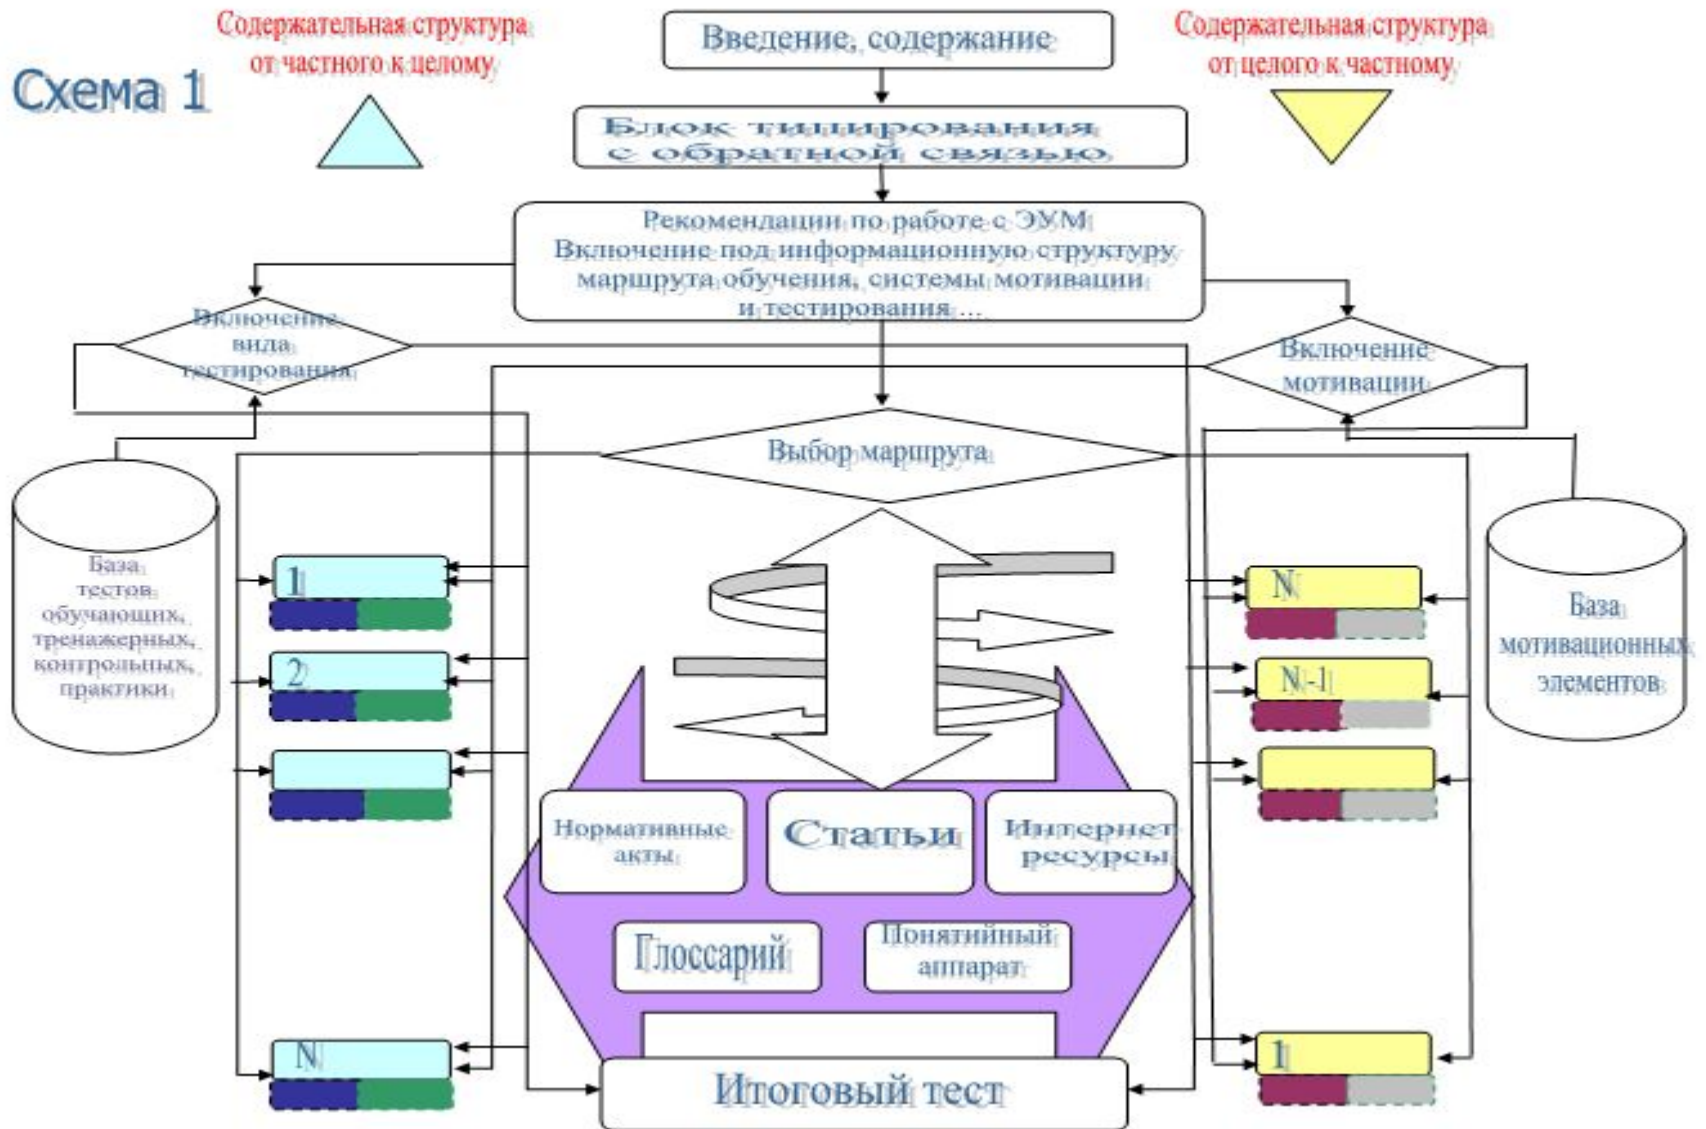 Схема 1
Содержательная структура
от частного к целому
Введение, содержание
Содержательная структура
от целого к частному
Блок типирования
с обратной связью
Рекомендации по работе с ЭУМ
Включение под информационную структуру
маршрута обучения, системы мотивации
и тестирования ...
Включение
вида
тестирования
Включение
мотивации
Выбор маршрута
База
тестов
обучающих,
тренажерных,
контрольных,
практики
1
2
N
N
N-1
1
База
мотивационных
элементов
Нормативные
акты
Статьи
Интернет
ресурсы
Глоссарий
Понятийный
аппарат
Итоговый тест